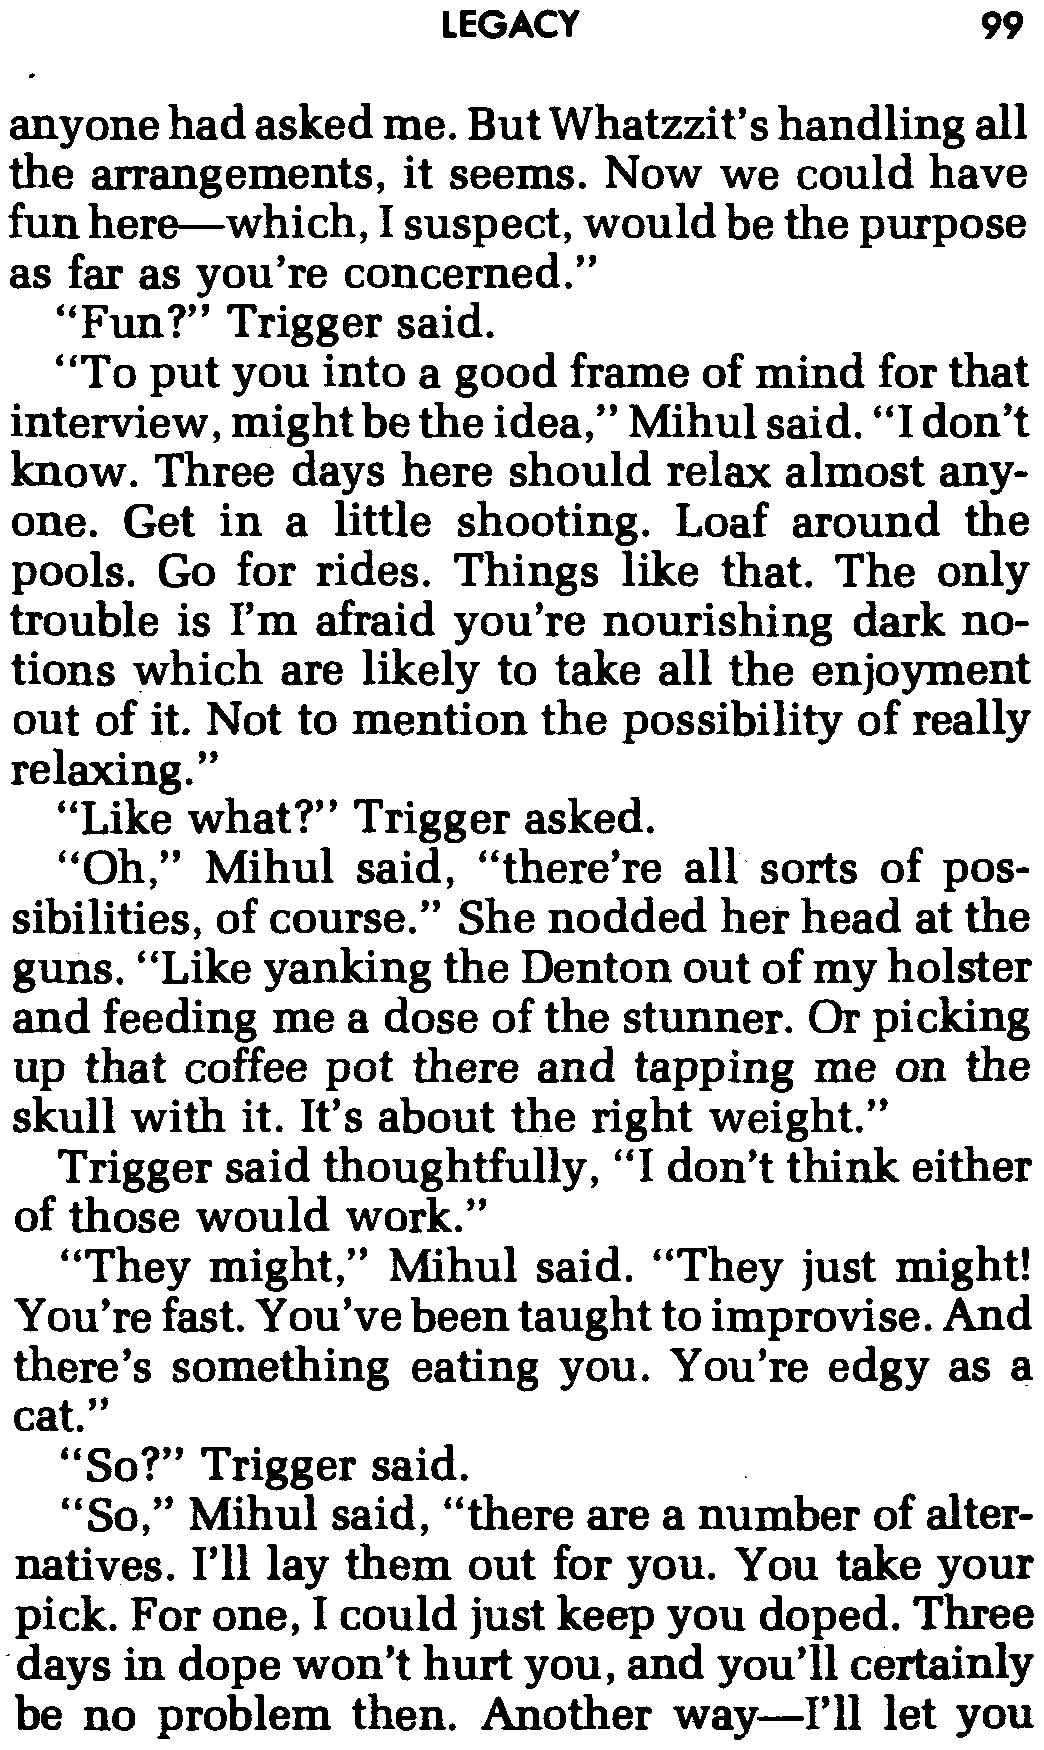 LEGACY 99
anyone had asked me. But Whatzzit's handling all
the arrangements, it seems. Now we could have
fun here—which, I suspect, would be the purpose
as far as you're concerned."
"Fun?" Trigger said.
"To put you into a good frame of mind for that
interview, might be the idea," Mihul said. "I don't
know. Three days here should relax almost any-
one. Get in a little shooting. Loaf around the
pools. Go for rides. Things like that. The only
trouble is I'm afraid you're nourishing dark no-
tions which are likely to take all the enjoyment
out of it. Not to mention the possibility of really
relaxing."
"Like what?" Trigger asked.
"Oh," Mihul said, "there're all sorts of pos-
sibilities, of course." She nodded her head at the
guns. "Like yanking the Denton out of my holster
and feeding me a dose of the stunner. Or picking
up that coffee pot there and tapping me on the
skull with it. It's about the right weight."
Trigger said thoughtfully, "I don't think either
of those would work."
"They might," Mihul said. "They just might!
You're fast. You've been taught to improvise. And
there's something eating you. You're edgy as a
cat."
"So?" Trigger said.
"So," Mihul said, "there are a number of alter-
natives. I'll lay them out for you. You take your
pick. For one, I could just keep you doped. Three
days in dope won't hurt you, and you'll certainly
be no problem then. Another way—I'll let you